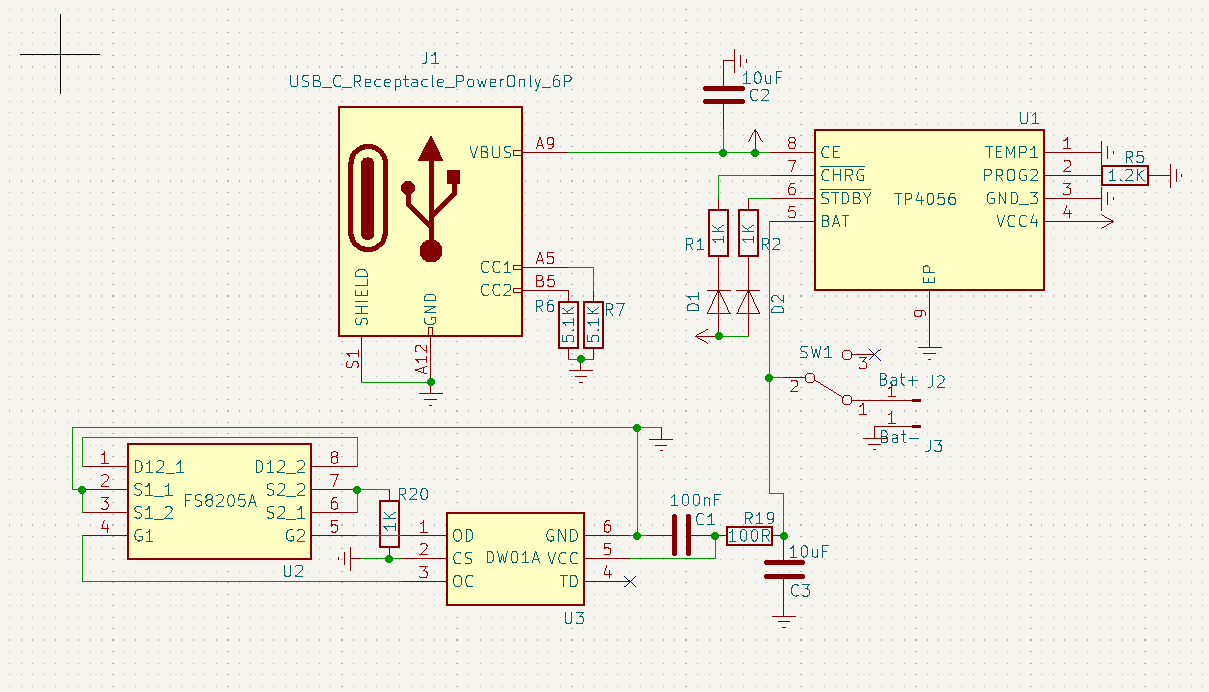 J1
USB_C_Receptacle_PowerOnly_6P
VBUS
A9
CC1
A5
CC2
B5
SHIELD
GND
S1
A12
R6
5.1K
5.1K
R7
10uF
C2
U1
8
CE
7
CHRG
6
STDBY
5
BAT
TP4056
TEMP1
1
PROG2
2
GND_3
3
VCC4
4
R5
1.2K
EP
9
R1
1K
1K
R2
D1
D2
SW1
3
2
1
Bat+
J2
1
1
Bat-
J3
1
D12_1
2
S1_1
3
S1_2
4
G1
FS8205A
D12_2
8
S2_2
7
S2_1
6
G2
5
U2
R20
1K
1
OD
2
CS
3
OC
DW01A
GND
6
VCC
5
TD
4
U3
100nF
C1
R19
100R
10uF
C3